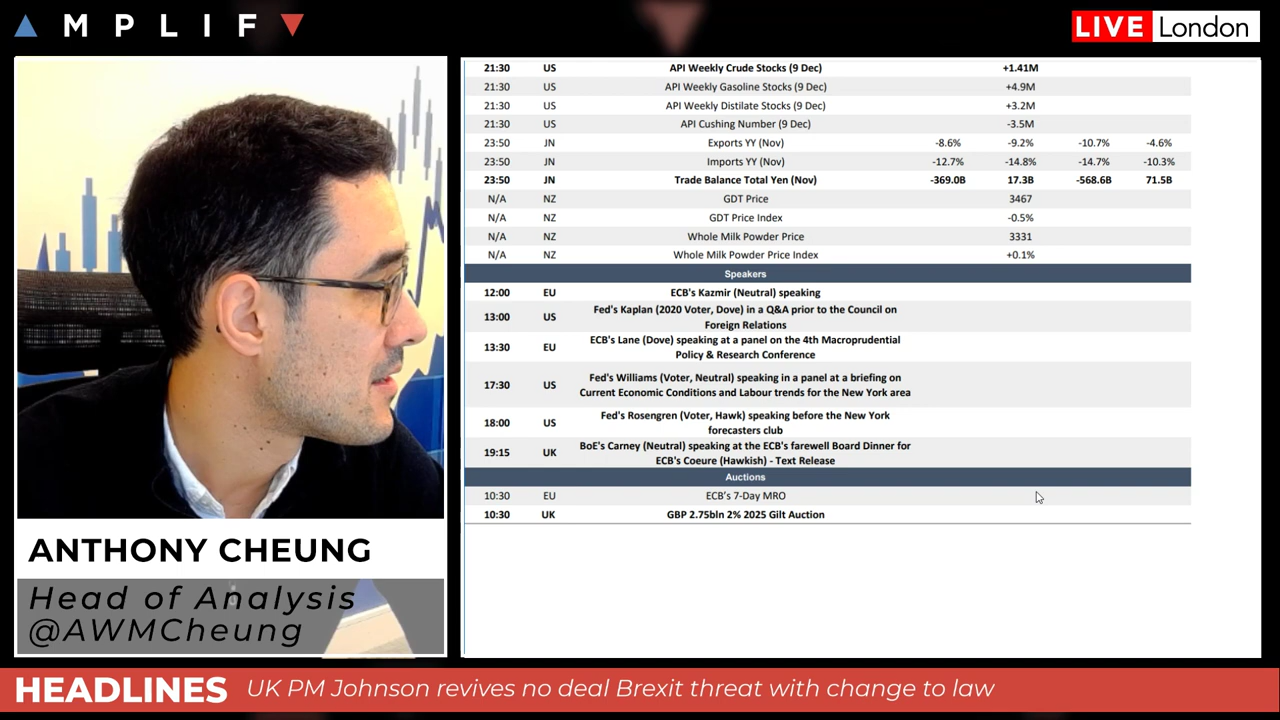 AMPLIFY
LIVE London
21:30 US API Weekly Crude Stocks (9 Dec) +1.41M
21:30 US API Weekly Gasoline Stocks (9 Dec) +4.9M
21:30 US API Weekly Distilate Stocks (9 Dec) +3.2M
21:30 US API Cushing Number (9 Dec) -3.5M
23:50 JN Exports YY (Nov) -8.6% -9.2% -10.7% -4.6%
23:50 JN Imports YY (Nov) -12.7% -14.8% -14.7% -10.3%
23:50 JN Trade Balance Total Yen (Nov) -369.0B 17.3B -568.6B 71.5B
N/A NZ GDT Price 3467
N/A NZ GDT Price Index -0.5%
N/A NZ Whole Milk Powder Price 3331
N/A NZ Whole Milk Powder Price Index +0.1%
Speakers
12:00 EU ECB's Kazmir (Neutral) speaking
13:00 US Fed's Kaplan (2020 Voter, Dove) in a Q&A prior to the Council on
Foreign Relations
13:30 EU ECB's Lane (Dove) speaking at a panel on the 4th Macroprudential
Policy & Research Conference
17:30 US Fed's Williams (Voter, Neutral) speaking in a panel at a briefing on
Current Economic Conditions and Labour trends for the New York area
18:00 US Fed's Rosengren (Voter, Hawk) speaking before the New York
forecasters club
19:15 UK BoE's Carney (Neutral) speaking at the ECB's farewell Board Dinner for
ECB's Coeure (Hawkish) - Text Release
Auctions
10:30 EU ECB's 7-Day MRO
10:30 UK GBP 2.75bln 2% 2025 Gilt Auction
ANTHONY CHEUNG
Head of Analysis
@AWMCheung
HEADLINES UK PM Johnson revives no deal Brexit threat with change to law